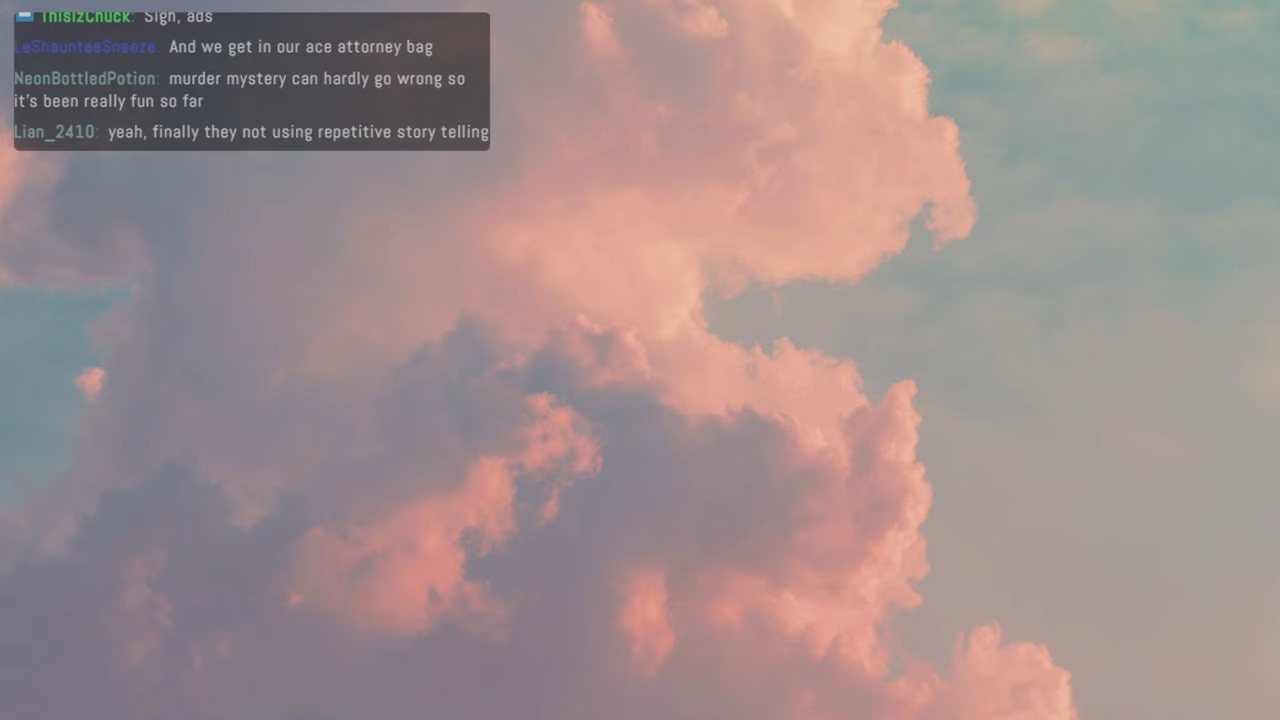 ThisIzChuck: Sigh, ads
LeShauntaeSneeze: And we get in our ace attorney bag
NeonBottledPotion: murder mystery can hardly go wrong so
it's been really fun so far
Lian_2410: yeah, finally they not using repetitive story telling